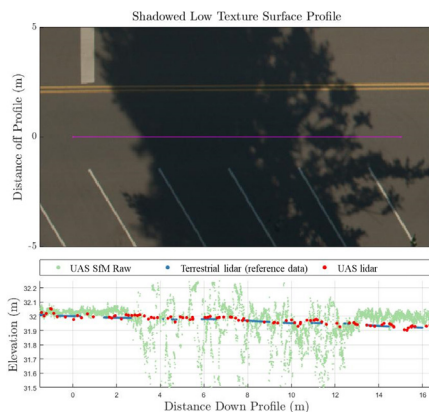 Shadowed Low Texture Surface Profile
Distance off Profile (m)
5
0
-5
UAS SfM Raw
Terrestrial lidar (reference data)
UAS lidar
Elevation (m)
32.2
32.1
32
31.9
31.8
31.7
31.6
31.5
0 2 4 6 8 10 12 14 16
Distance Down Profile (m)